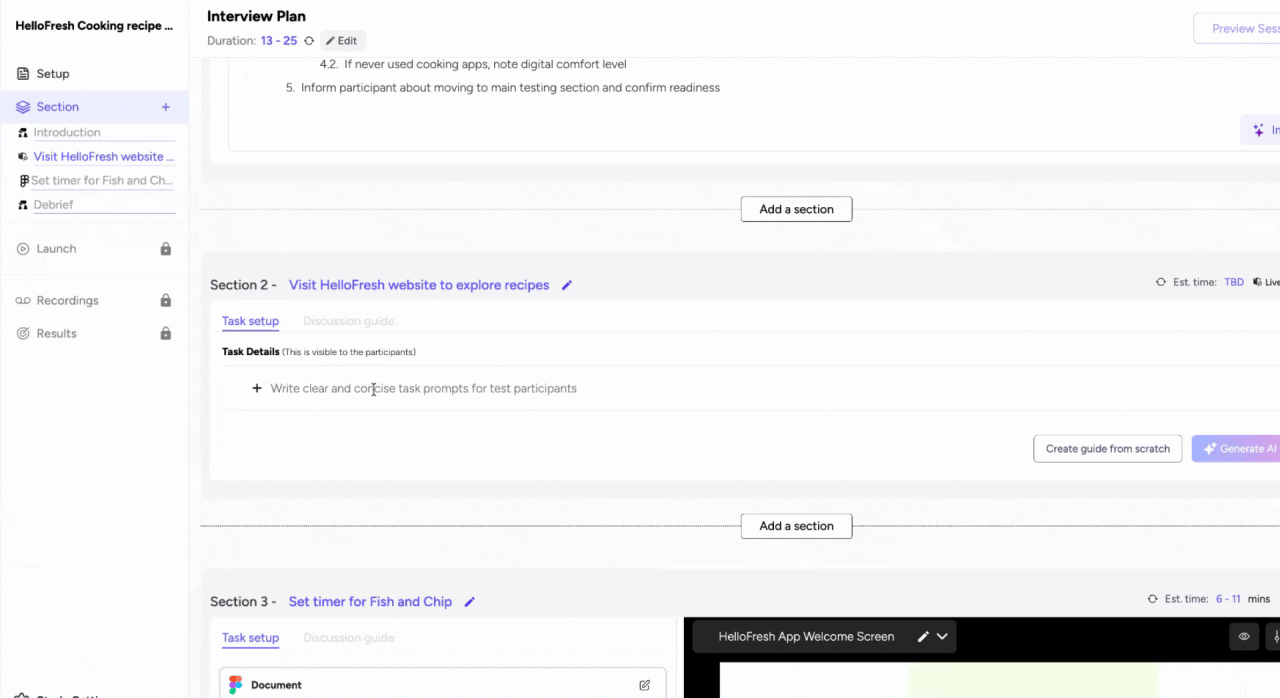 HelloFresh Cooking recipe ...
Setup
Section +
Introduction
Visit HelloFresh website ...
Set timer for Fish and Ch...
Debrief
Launch
Recordings
Results
Interview Plan
Duration: 13 - 25 Edit
Preview Sess
4.2. If never used cooking apps, note digital comfort level
5. Inform participant about moving to main testing section and confirm readiness
Add a section
Section 2 - Visit HelloFresh website to explore recipes
Est. time: TBD Live
Task setup Discussion guide
Task Details (This is visible to the participants)
+ Write clear and concise task prompts for test participants
Create guide from scratch
Generate AI
Add a section
Section 3 - Set timer for Fish and Chip
Est. time: 6 - 11 mins
Task setup Discussion guide
HelloFresh App Welcome Screen
Document